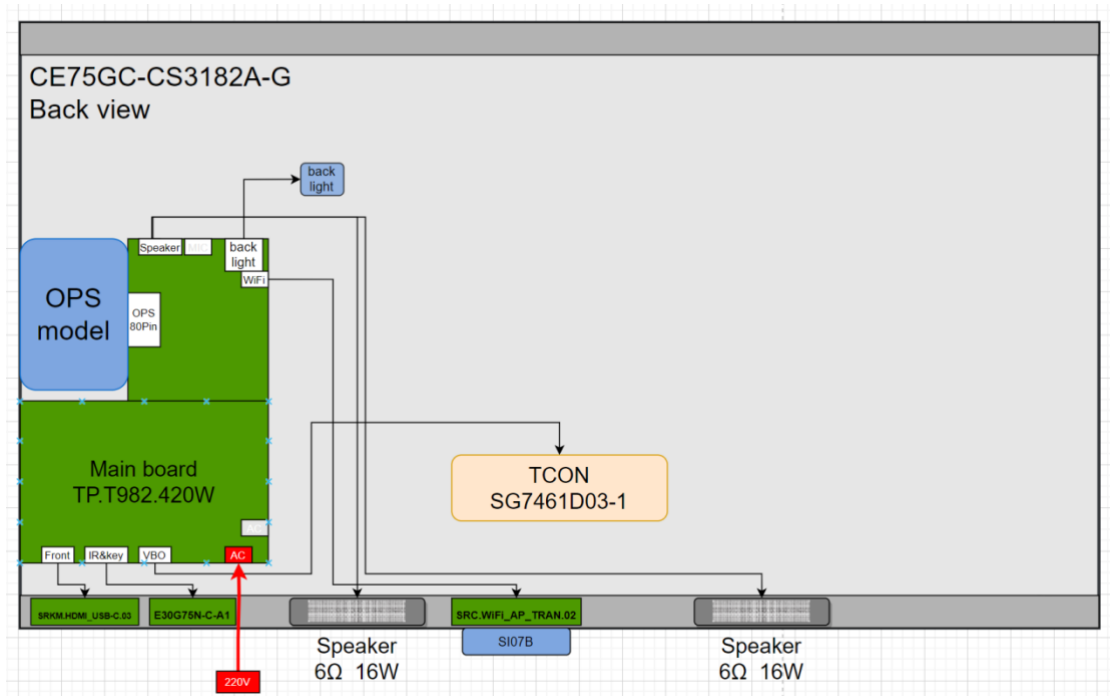 CE75GC-CS3182A-G
Back view
back
light
Speaker
MIC
back
light
WiFi
OPS
model
OPS
80Pin
Main board
TP.T982.420W
TCON
SG7461D03-1
AC
Front
IR&key
VBO
AC
SRKM.HDMI_USB-C.03
E30G75N-C-A1
SRC.WiFi_AP_TRAN.02
SI07B
Speaker
6Ω 16W
Speaker
6Ω 16W
220V